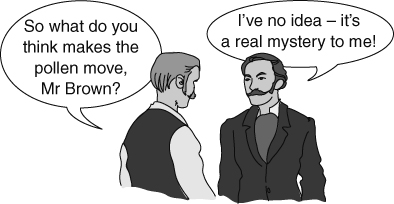 So what do you
think makes the
pollen move,
Mr Brown?
I've no idea – it's
a real mystery to me!